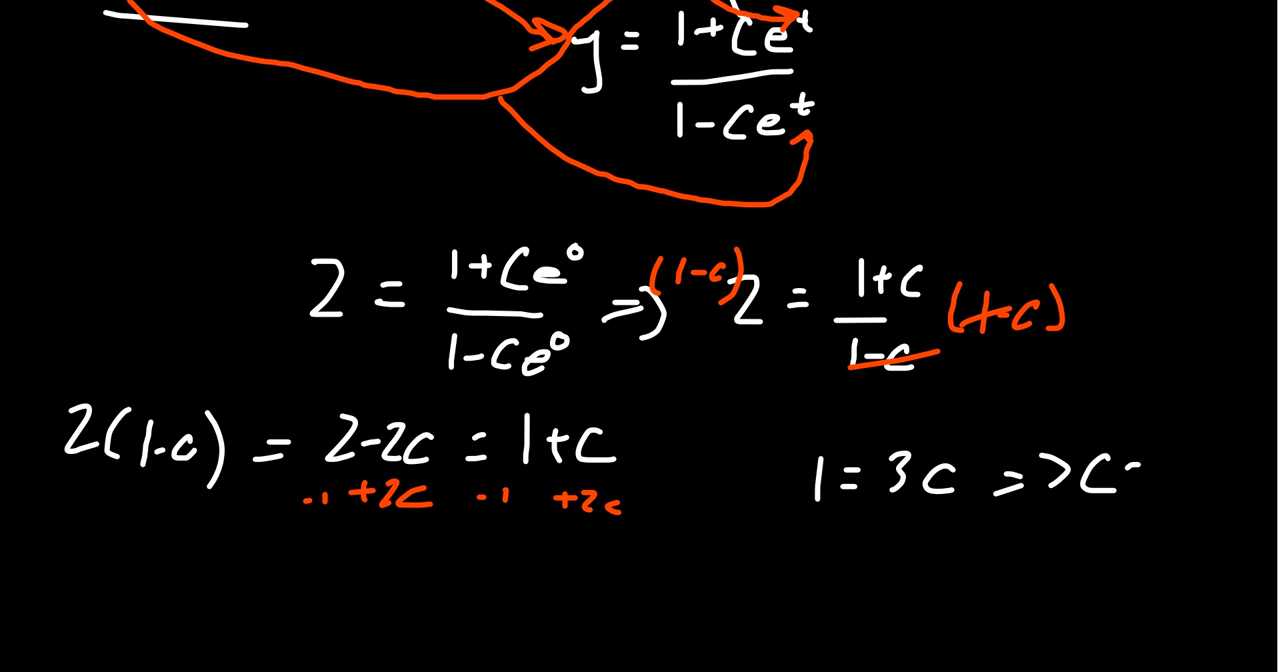 y = (1+Ce^t)/(1-Ce^t)
2 = (1+Ce^0)/(1-Ce^0) => (1-c) 2 = (1+c)/(1-c) (1-c)
2(1-c) = 2-2c = 1+c
-1 +2c -1 +2c
1 = 3c => C-